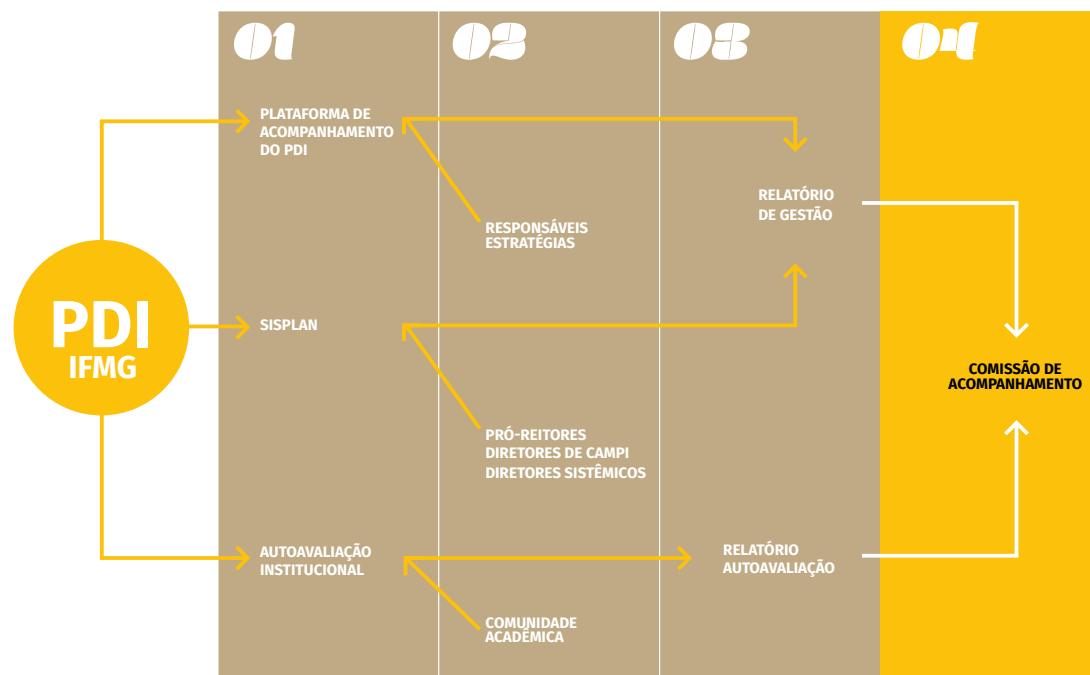 01
02
03
04
PLATAFORMA DE
ACOMPANHAMENTO
DO PDI
RELATÓRIO
DE GESTÃO
RESPONSÁVEIS
ESTRATÉGIAS
PDI
IFMG
SISPLAN
COMISSÃO DE
ACOMPANHAMENTO
PRÓ-REITORES
DIRETORES DE CAMPI
DIRETORES SISTÊMICOS
AUTOAVALIAÇÃO
INSTITUCIONAL
RELATÓRIO
AUTOAVALIAÇÃO
COMUNIDADE
ACADÊMICA